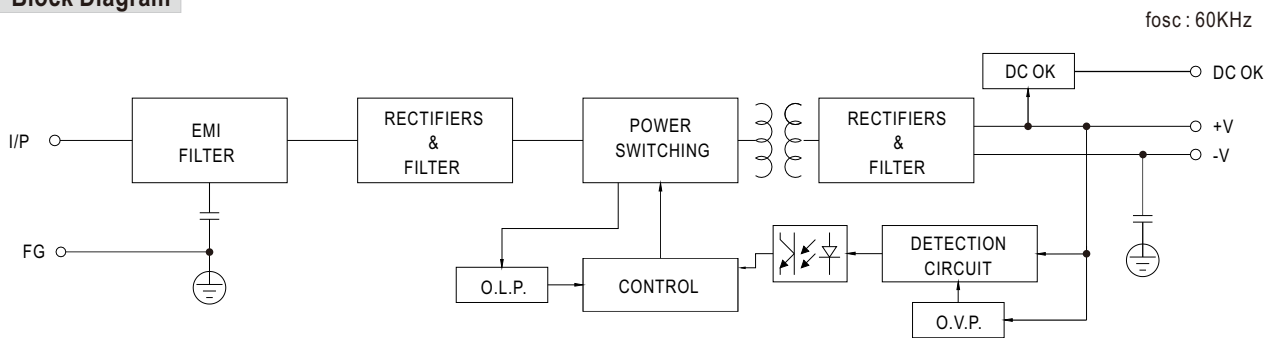 Block Diagram
fosc : 60KHz
I/P
EMI
FILTER
RECTIFIERS
&
FILTER
POWER
SWITCHING
RECTIFIERS
&
FILTER
DC OK
DC OK
+V
-V
FG
O.L.P.
CONTROL
DETECTION
CIRCUIT
O.V.P.